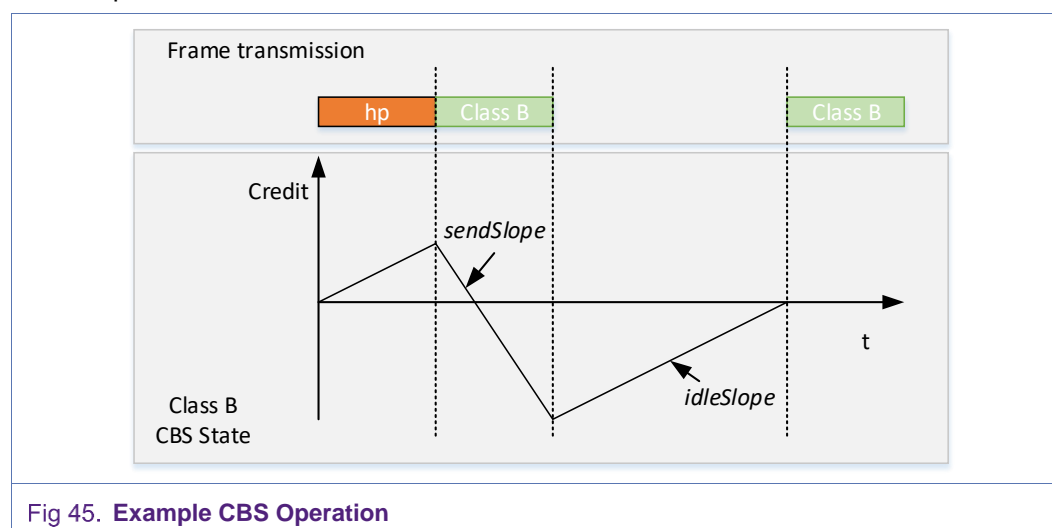 Frame transmission
hp
Class B
Class B
Credit
sendSlope
t
idleSlope
Class B
CBS State
Fig 45. Example CBS Operation